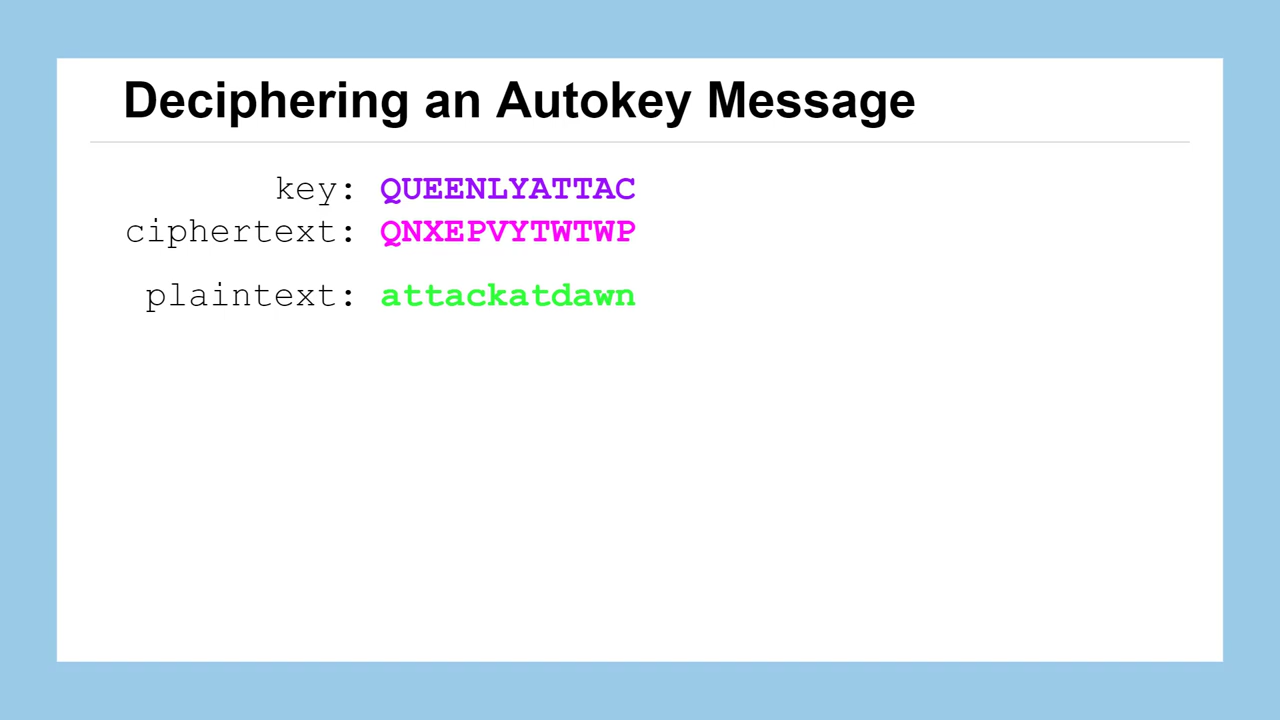 Deciphering an Autokey Message
key: QUEENLYATTAC
ciphertext: QNXEPVYTWTWP
plaintext: attackatdawn